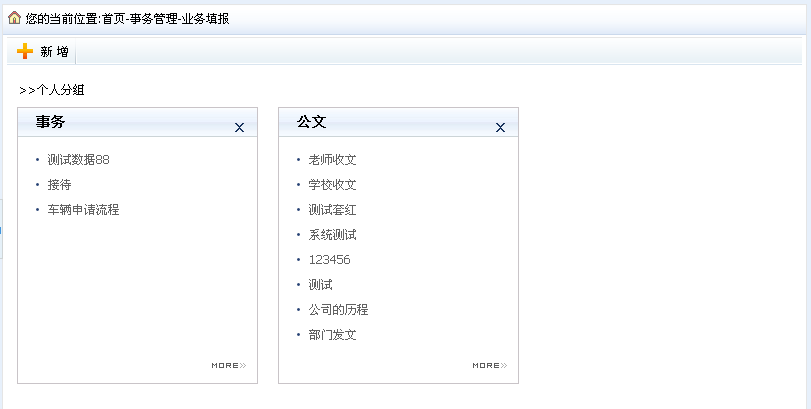 您的当前位置:首页-事务管理-业务填报
新 增
>>个人分组
事务
X
测试数据88
接待
车辆申请流程
MORE»
公文
X
老师收文
学校收文
测试套红
系统测试
123456
测试
公司的历程
部门发文
MORE»